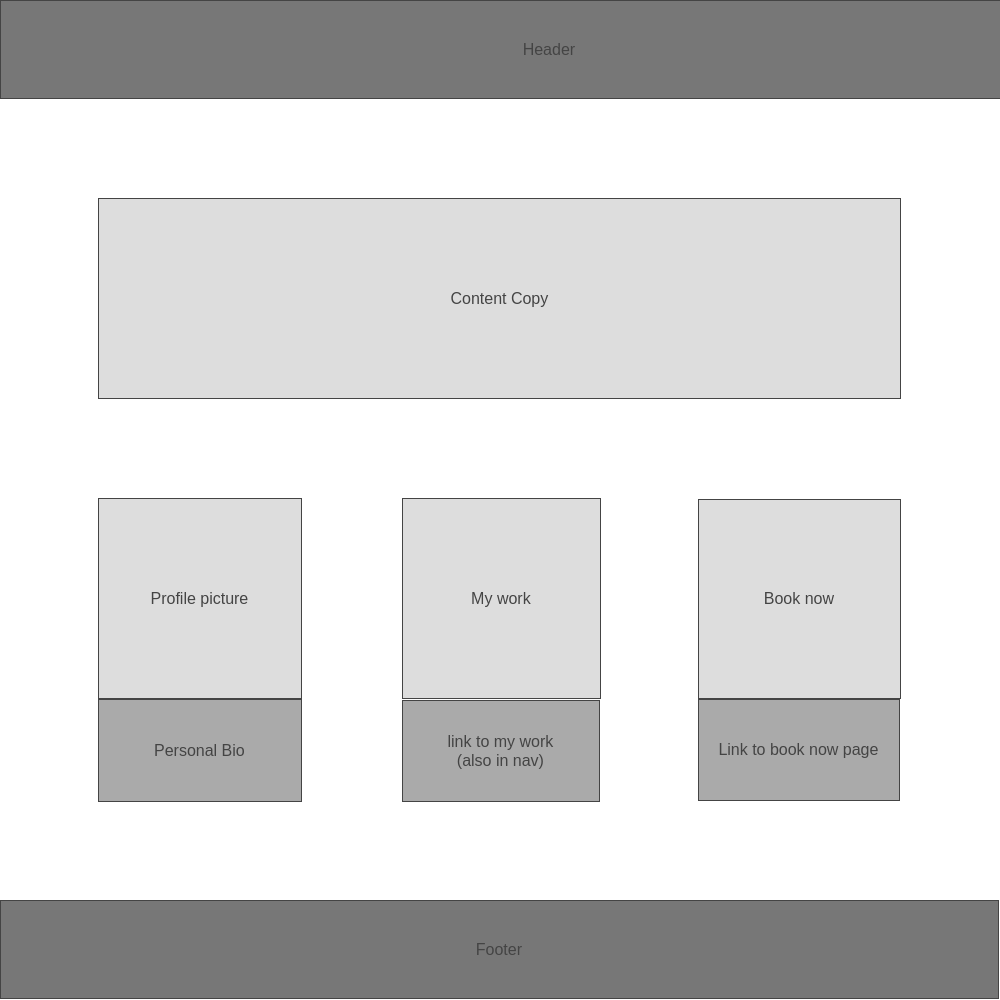 Header
Content Copy
Profile picture
My work
Book now
Personal Bio
link to my work
(also in nav)
Link to book now page
Footer